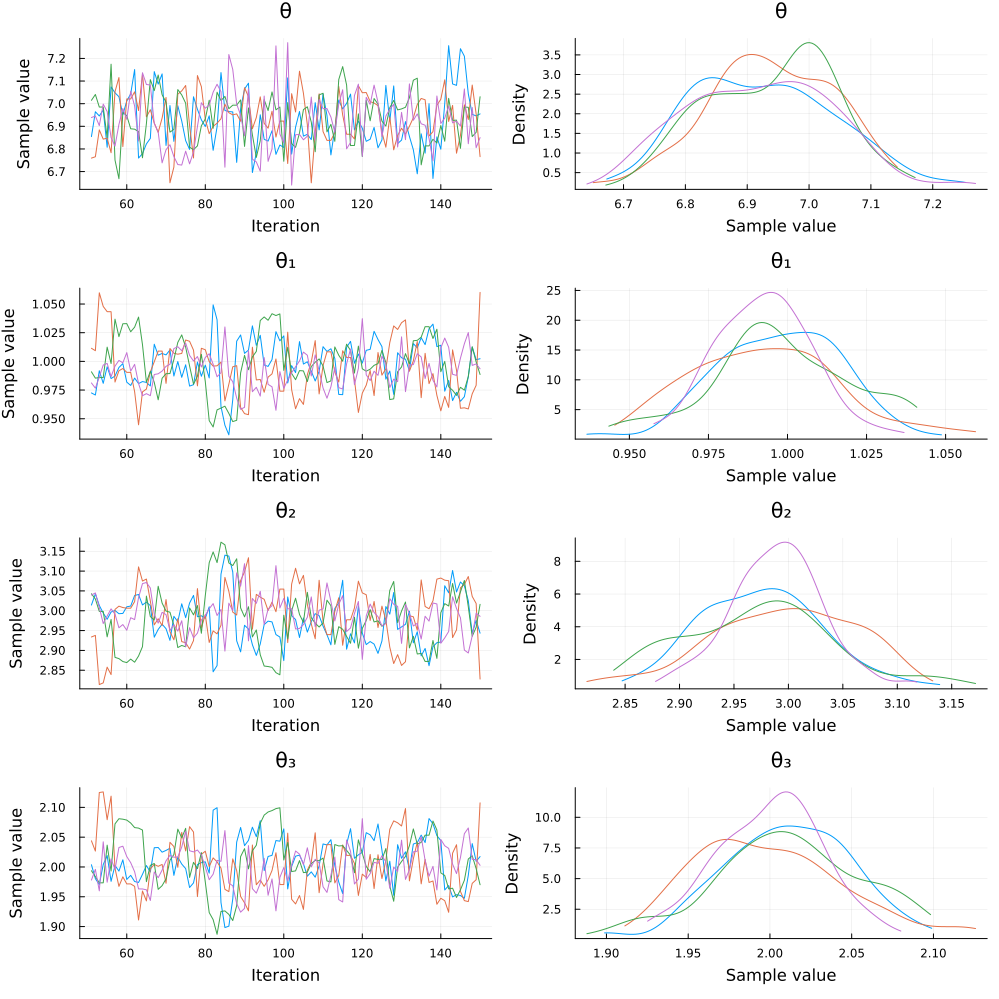 θ
θ
Sample value
7.2
7.1
7.0
6.9
6.8
6.7
60 80 100 120 140
Iteration
Density
3.5
3.0
2.5
2.0
1.5
1.0
0.5
6.7 6.8 6.9 7.0 7.1 7.2
Sample value
θ₁
θ₁
Sample value
1.050
1.025
1.000
0.975
0.950
60 80 100 120 140
Iteration
Density
25
20
15
10
5
0.950 0.975 1.000 1.025 1.050
Sample value
θ₂
θ₂
Sample value
3.15
3.10
3.05
3.00
2.95
2.90
2.85
60 80 100 120 140
Iteration
Density
8
6
4
2
2.85 2.90 2.95 3.00 3.05 3.10 3.15
Sample value
θ₃
θ₃
Sample value
2.10
2.05
2.00
1.95
1.90
60 80 100 120 140
Iteration
Density
10.0
7.5
5.0
2.5
1.90 1.95 2.00 2.05 2.10
Sample value